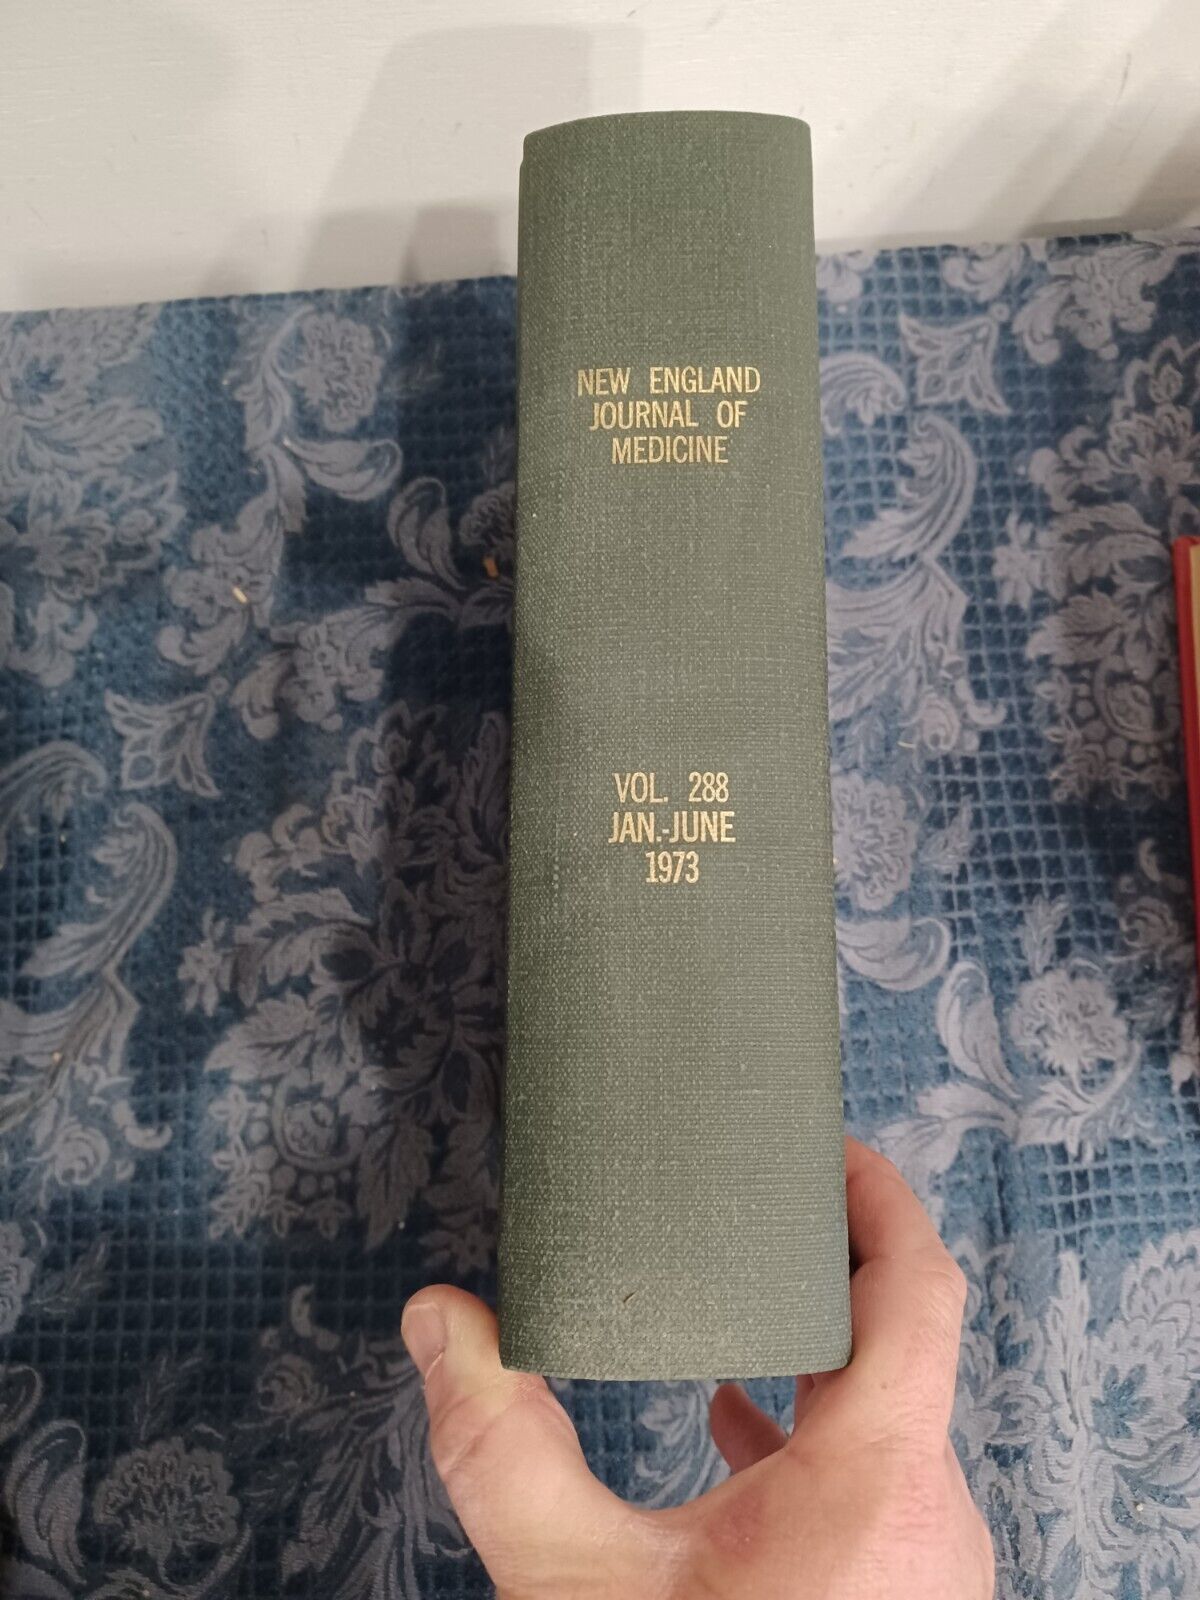 NEW ENGLAND
JOURNAL OF
MEDICINE
VOL. 288
JAN.-JUNE
1973